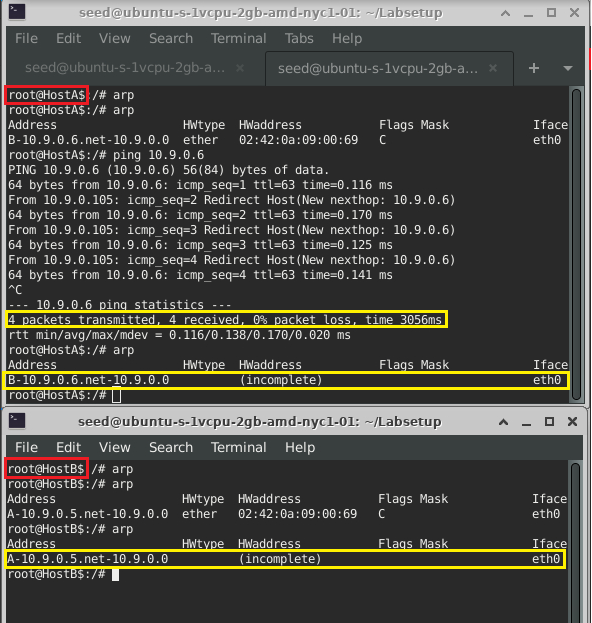 seed@ubuntu-s-1vcpu-2gb-amd-nyc1-01: ~/Labsetup
File Edit View Search Terminal Tabs Help
seed@ubuntu-s-1vcpu-2gb-a... × seed@ubuntu-s-1vcpu-2gb-a... ×
root@HostA$:/# arp
root@HostA$:/# arp
Address HWtype HWaddress Flags Mask Iface
B-10.9.0.6.net-10.9.0.0 ether 02:42:0a:09:00:69 C eth0
root@HostA$:/# ping 10.9.0.6
PING 10.9.0.6 (10.9.0.6) 56(84) bytes of data.
64 bytes from 10.9.0.6: icmp_seq=1 ttl=63 time=0.116 ms
From 10.9.0.105: icmp_seq=2 Redirect Host(New nexthop: 10.9.0.6)
64 bytes from 10.9.0.6: icmp_seq=2 ttl=63 time=0.170 ms
From 10.9.0.105: icmp_seq=3 Redirect Host(New nexthop: 10.9.0.6)
64 bytes from 10.9.0.6: icmp_seq=3 ttl=63 time=0.125 ms
From 10.9.0.105: icmp_seq=4 Redirect Host(New nexthop: 10.9.0.6)
64 bytes from 10.9.0.6: icmp_seq=4 ttl=63 time=0.141 ms
^C
--- 10.9.0.6 ping statistics ---
4 packets transmitted, 4 received, 0% packet loss, time 3056ms
rtt min/avg/max/mdev = 0.116/0.138/0.170/0.020 ms
root@HostA$:/# arp
Address HWtype HWaddress Flags Mask Iface
B-10.9.0.6.net-10.9.0.0 (incomplete) eth0
root@HostA$:/#
seed@ubuntu-s-1vcpu-2gb-amd-nyc1-01: ~/Labsetup
File Edit View Search Terminal Help
root@HostB$:/# arp
root@HostB$:/# arp
Address HWtype HWaddress Flags Mask Iface
A-10.9.0.5.net-10.9.0.0 ether 02:42:0a:09:00:69 C eth0
root@HostB$:/# arp
Address HWtype HWaddress Flags Mask Iface
A-10.9.0.5.net-10.9.0.0 (incomplete) eth0
root@HostB$:/#